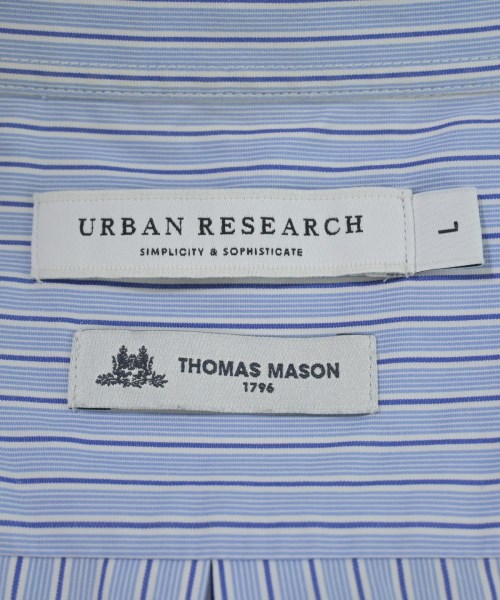 URBAN RESEARCH
SIMPLICITY & SOPHISTICATE
L
THOMAS MASON
1796